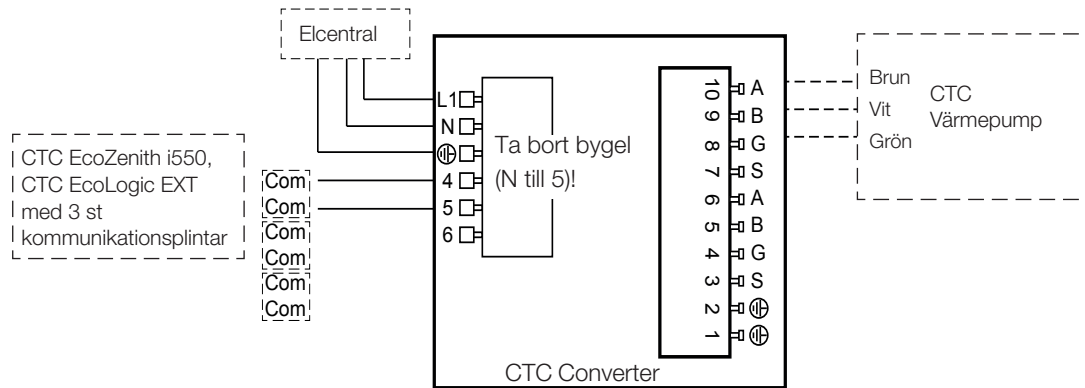 Elcentral
L1
N
4
5
6
Ta bort bygel
(N till 5)!
CTC EcoZenith i550,
CTC EcoLogic EXT
med 3 st
kommunikationsplintar
Com
Com
Com
Com
Com
Com
10 A
9 B
8 G
7 S
6 A
5 B
4 G
3 S
2
1
Brun
Vit
Grön
CTC
Värmepump
CTC Converter